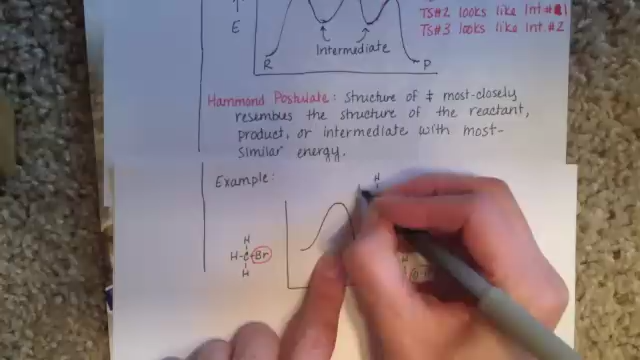 TS#2 looks like Int.#1
E
TS#3 looks like Int.#2
Intermediate
R
P
Hammond Postulate: Structure of ‡ most-closely
resembles the structure of the reactant,
product, or intermediate with most-
similar energy.
Example:
H
H
H-C-Br
H
H